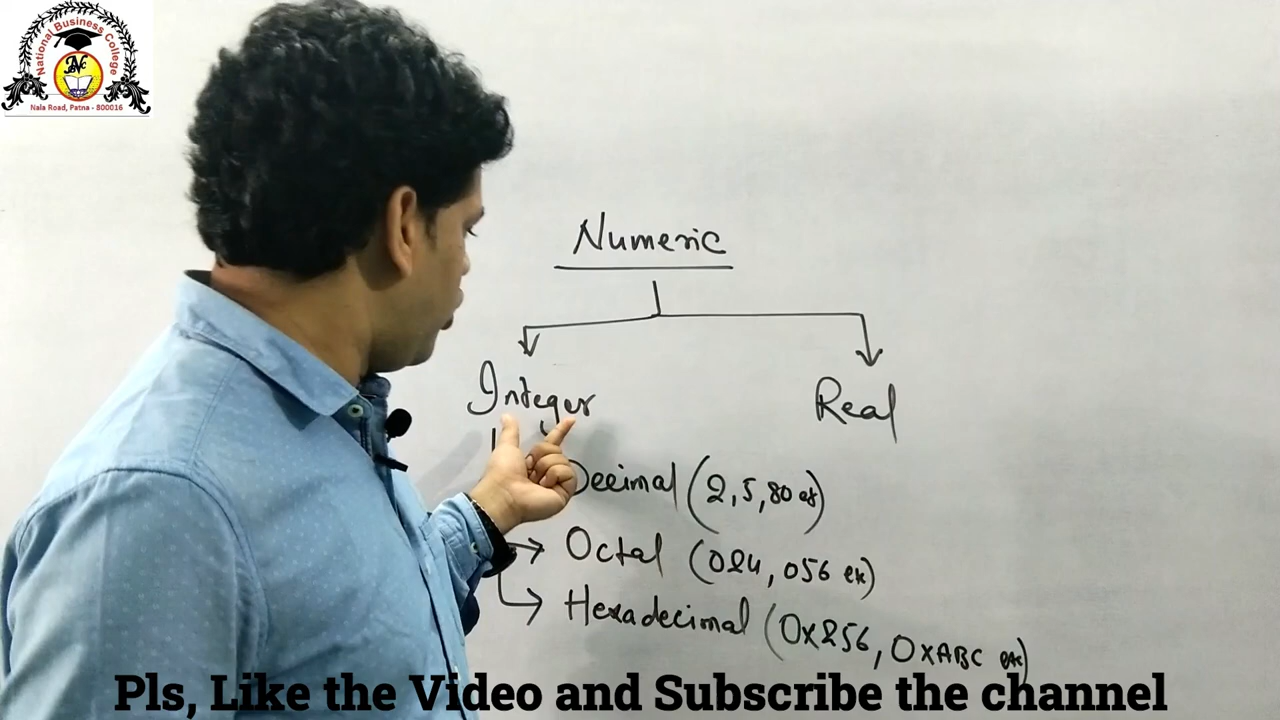 National Business College
NBC
Nala Road, Patna - 800016
Numeric
Integer
Real
Decimal (2, 5, 80 etc)
Octal (024, 056 etc)
Hexadecimal (0x256, 0xABC etc)
Pls, Like the Video and Subscribe the channel